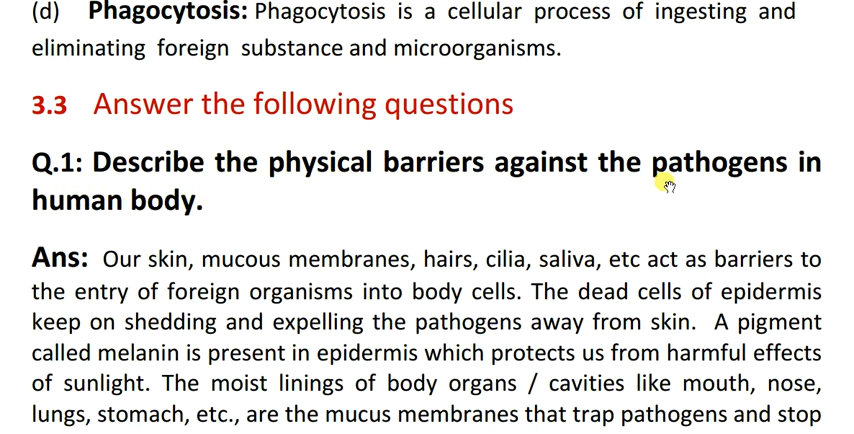 (d) Phagocytosis: Phagocytosis is a cellular process of ingesting and
eliminating foreign substance and microorganisms.
3.3 Answer the following questions
Q.1: Describe the physical barriers against the pathogens in
human body.
Ans: Our skin, mucous membranes, hairs, cilia, saliva, etc act as barriers to
the entry of foreign organisms into body cells. The dead cells of epidermis
keep on shedding and expelling the pathogens away from skin. A pigment
called melanin is present in epidermis which protects us from harmful effects
of sunlight. The moist linings of body organs / cavities like mouth, nose,
lungs, stomach, etc., are the mucus membranes that trap pathogens and stop